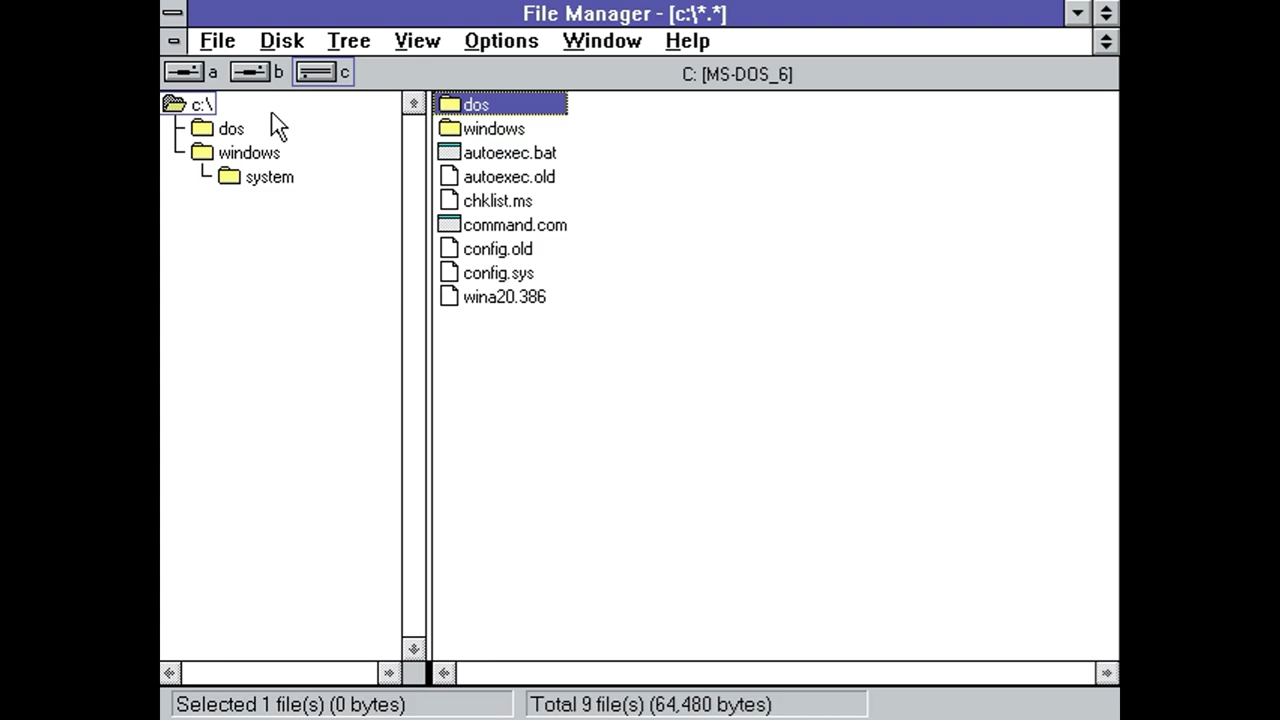 File Manager - [c:\*.*]
File Disk Tree View Options Window Help
a b c C: [MS-DOS_6]
c:\
dos
windows
system
dos
windows
autoexec.bat
autoexec.old
chklist.ms
command.com
config.old
config.sys
wina20.386
Selected 1 file(s) (0 bytes) Total 9 file(s) (64,480 bytes)